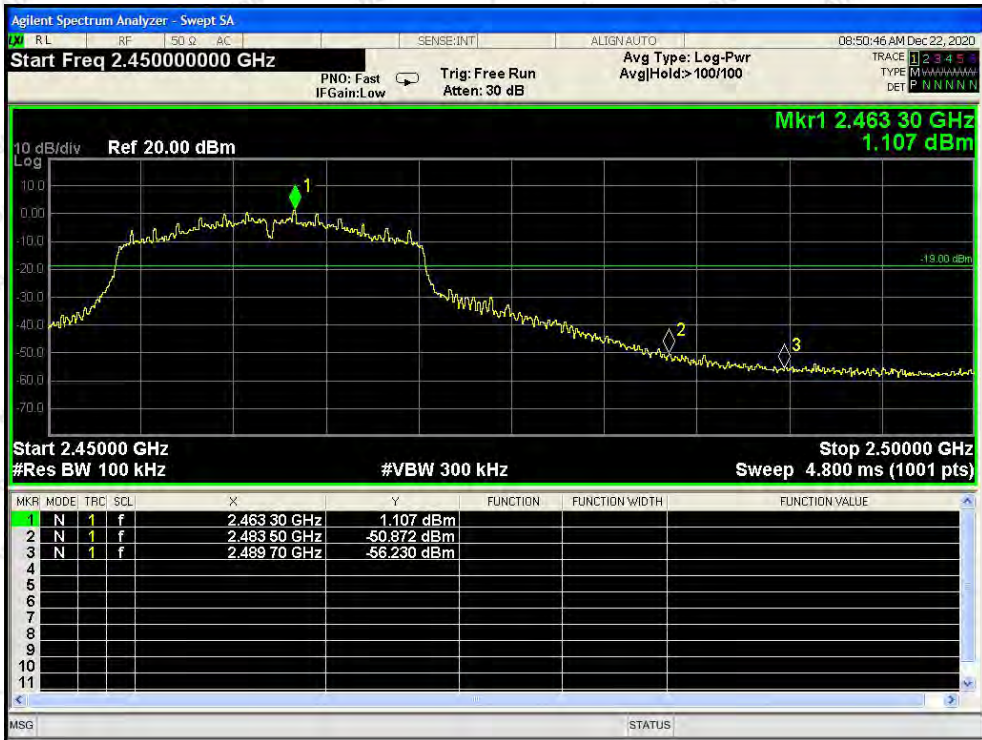 Agilent Spectrum Analyzer - Swept SA
LXI RL RF 50 Ω AC SENSE:INT ALIGN AUTO 08:50:46 AM Dec 22, 2020
Start Freq 2.450000000 GHz
PNO: Fast
IFGain:Low
Trig: Free Run
Atten: 30 dB
Avg Type: Log-Pwr
Avg|Hold:> 100/100
TRACE 1 2 3 4 5 6
TYPE M
DET P N N N N N
Mkr1 2.463 30 GHz
1.107 dBm
10 dB/div Ref 20.00 dBm
Log
10.0
0.00
-10.0
-20.0
-30.0
-40.0
-50.0
-60.0
-70.0
1
-19.00 dBm
2
3
Start 2.45000 GHz Stop 2.50000 GHz
#Res BW 100 kHz #VBW 300 kHz Sweep 4.800 ms (1001 pts)
MKR MODE TRC SCL X Y FUNCTION FUNCTION WIDTH FUNCTION VALUE
1 N 1 f 2.463 30 GHz 1.107 dBm
2 N 1 f 2.483 50 GHz -50.872 dBm
3 N 1 f 2.489 70 GHz -56.230 dBm
4
5
6
7
8
9
10
11
MSG STATUS